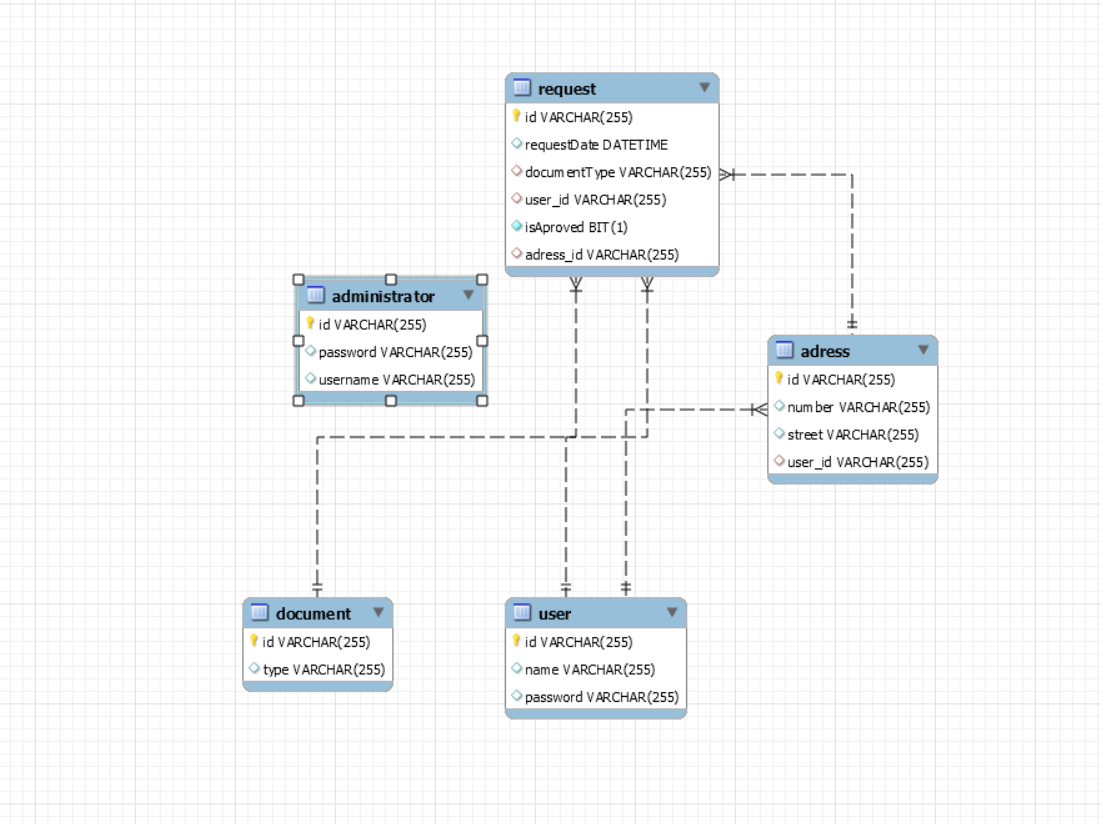 request
id VARCHAR(255)
requestDate DATETIME
documentType VARCHAR(255)
user_id VARCHAR(255)
isAproved BIT(1)
adress_id VARCHAR(255)
administrator
id VARCHAR(255)
password VARCHAR(255)
username VARCHAR(255)
adress
id VARCHAR(255)
number VARCHAR(255)
street VARCHAR(255)
user_id VARCHAR(255)
document
id VARCHAR(255)
type VARCHAR(255)
user
id VARCHAR(255)
name VARCHAR(255)
password VARCHAR(255)